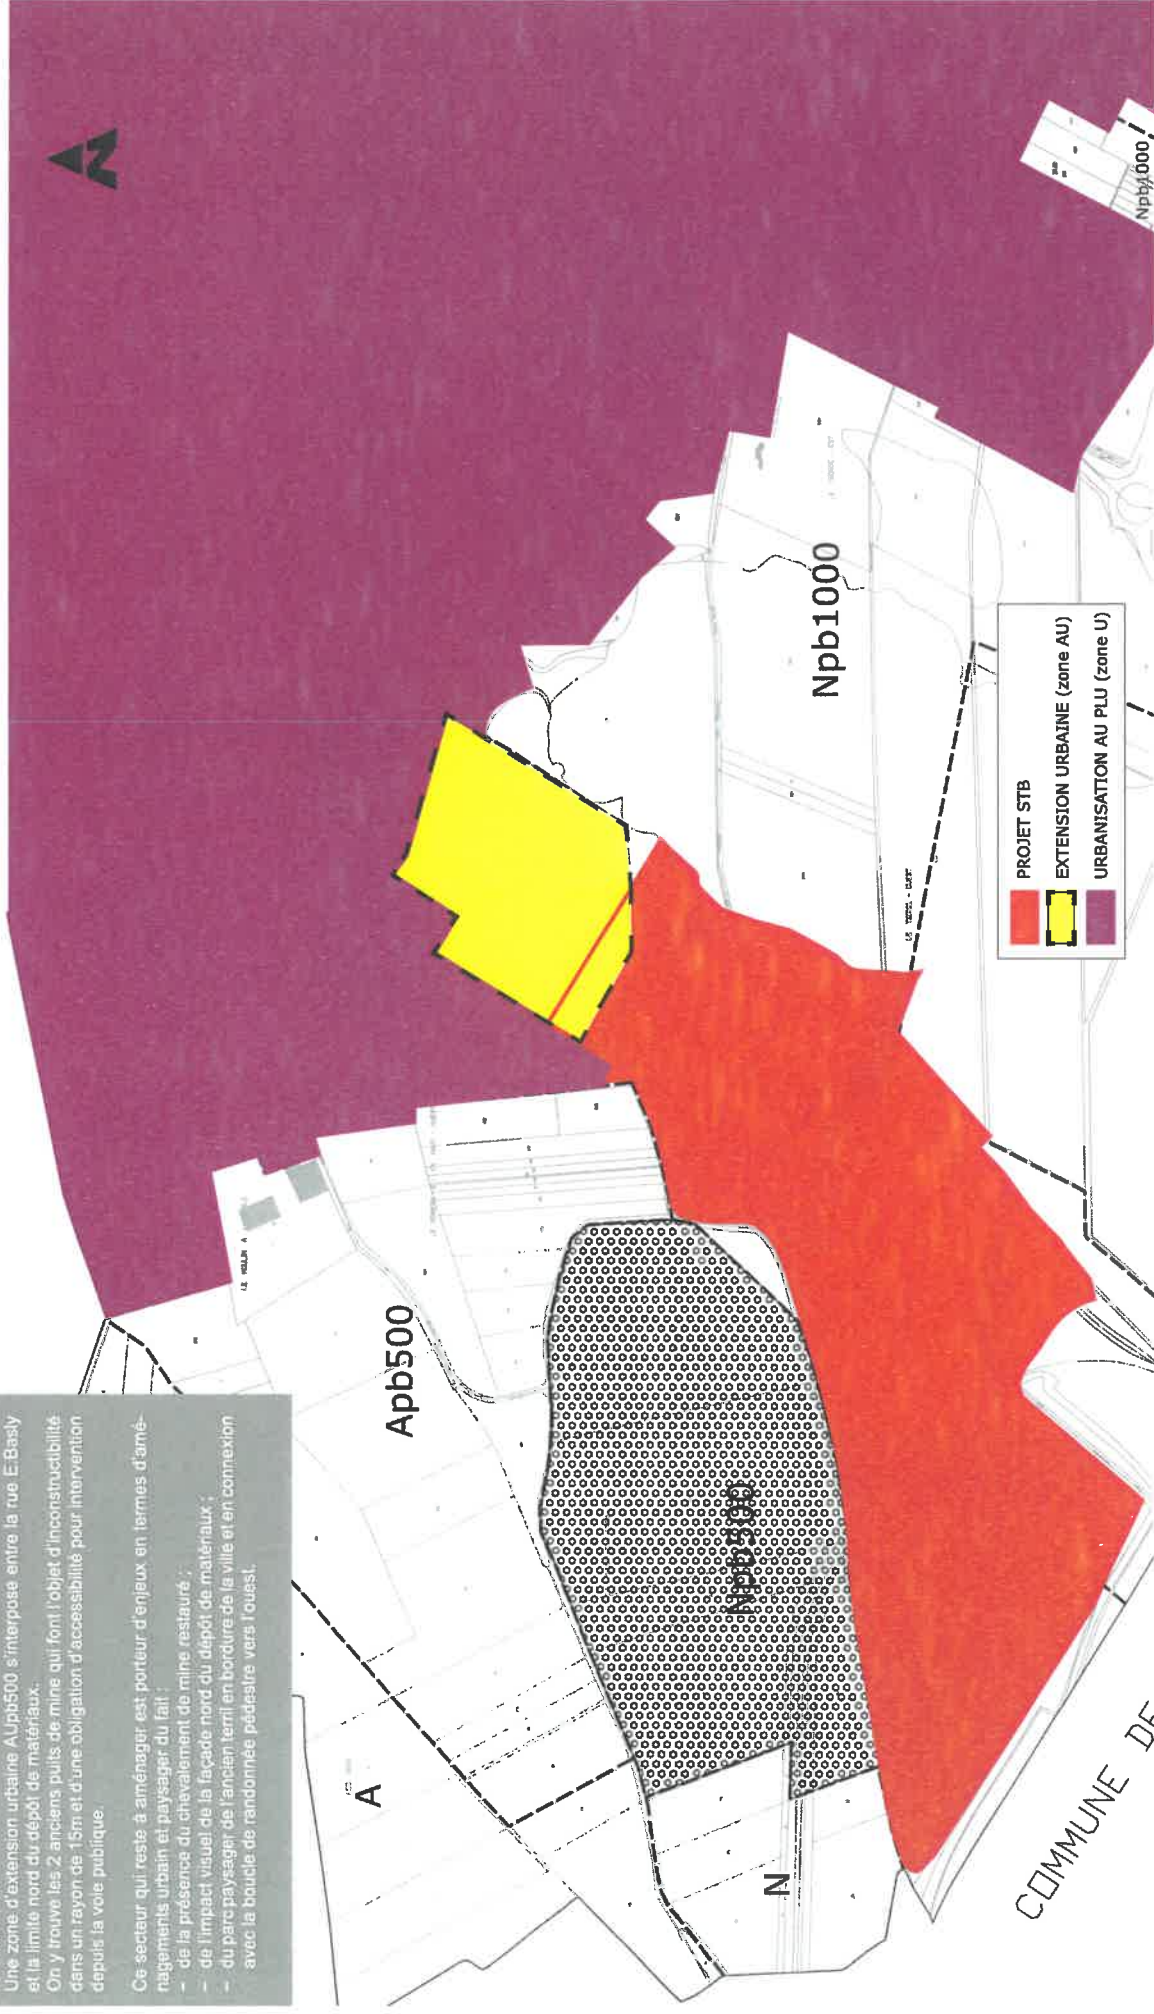 Une zone d'extension urbaine AUpb500 s'interpose entre la rue E.Basly
et la limite nord du dépôt de matériaux.
On y trouve les 2 anciens puits de mine qui font l'objet d'inconstructibilité
dans un rayon de 15m et d'une obligation d'accessibilité pour intervention
depuis la voie publique.
Ce secteur qui reste à aménager est porteur d'enjeux en termes d'amé-
nagements urbain et paysager du fait :
- de la présence du chevalement de mine restauré ;
- de l'impact visuel de la façade nord du dépôt de matériaux ;
- du parc paysager de l'ancien terril en bordure de la ville et en connexion
avec la boucle de randonnée pédestre vers l'ouest.
N
A
Apb500
LE MOULIN A
Npb500
N
Npb1000
Npb1000
COMMUNE DE
PROJET STB
EXTENSION URBAINE (zone AU)
URBANISATION AU PLU (zone U)